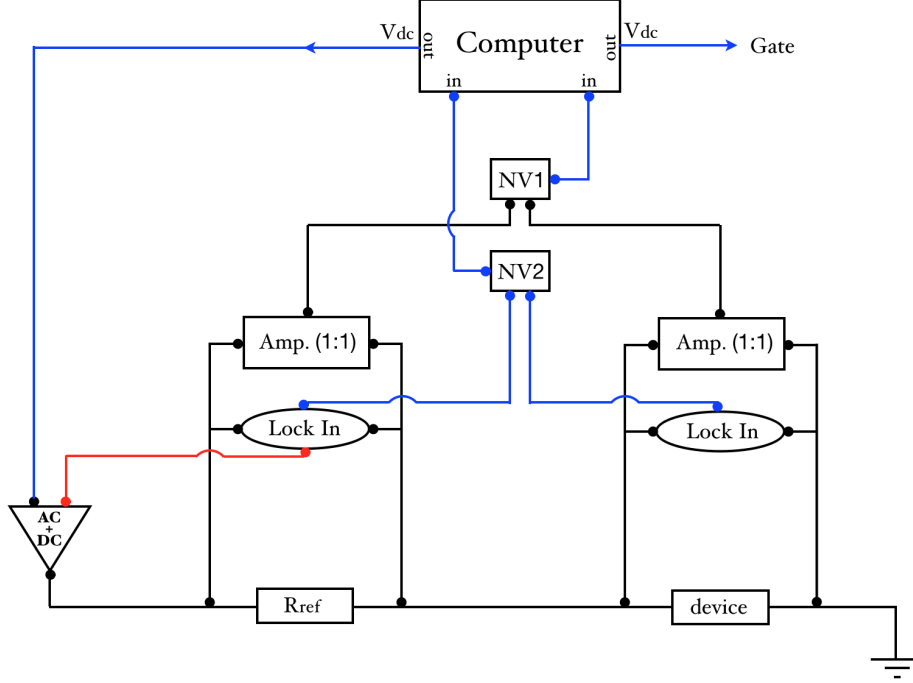 Vdc
out
Computer
out
Vdc
Gate
in
in
NV1
NV2
Amp. (1:1)
Amp. (1:1)
Lock In
Lock In
AC
+
DC
Rref
device